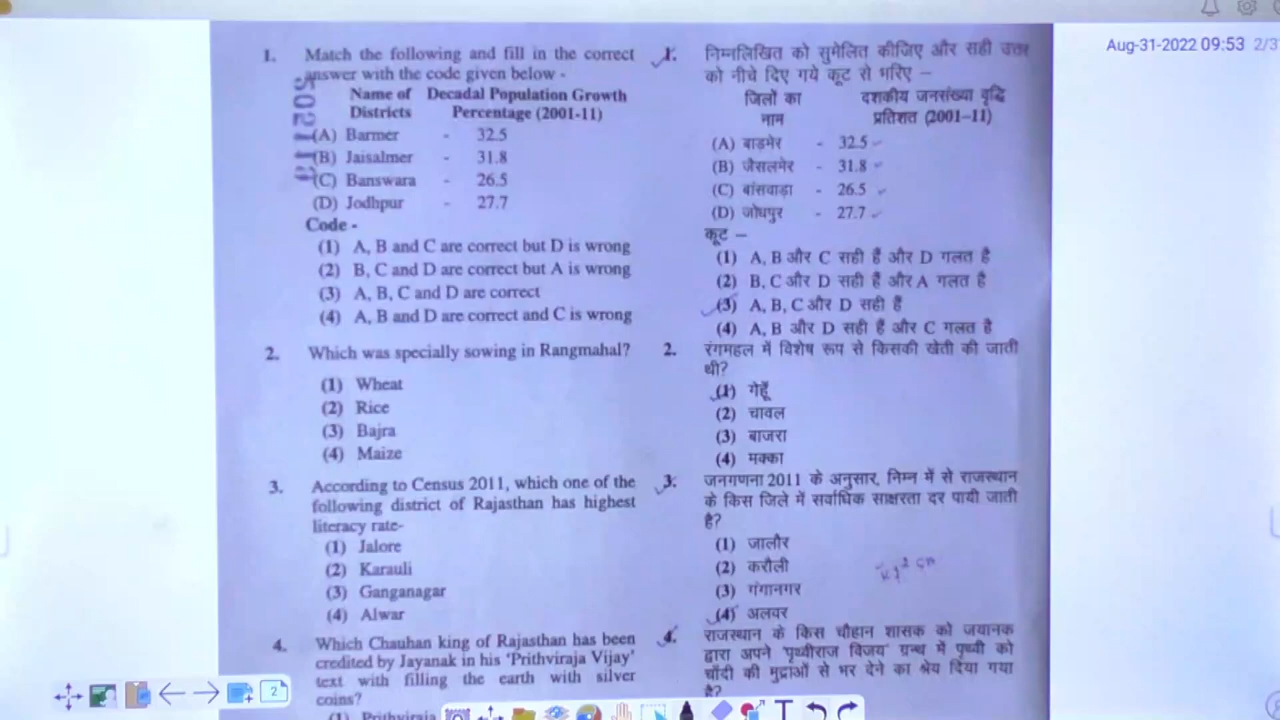 Aug-31-2022 09:53 2/3
1. Match the following and fill in the correct
answer with the code given below -
Name of Decadal Population Growth
Districts Percentage (2001-11)
(A) Barmer - 32.5
(B) Jaisalmer - 31.8
(C) Banswara - 26.5
(D) Jodhpur - 27.7
Code -
(1) A, B and C are correct but D is wrong
(2) B, C and D are correct but A is wrong
(3) A, B, C and D are correct
(4) A, B and D are correct and C is wrong
2. Which was specially sowing in Rangmahal?
(1) Wheat
(2) Rice
(3) Bajra
(4) Maize
3. According to Census 2011, which one of the
following district of Rajasthan has highest
literacy rate-
(1) Jalore
(2) Karauli
(3) Ganganagar
(4) Alwar
4. Which Chauhan king of Rajasthan has been
credited by Jayanak in his ‘Prithviraja Vijay’
text with filling the earth with silver
coins?
(1) Prithviraja
1. निम्नलिखित को सुमेलित कीजिए और सही उत्तर
को नीचे दिए गये कूट से भरिए –
जिलों का दशकीय जनसंख्या वृद्धि
नाम प्रतिशत (2001–11)
(A) बाडमेर - 32.5
(B) जैसलमेर - 31.8
(C) बांसवाड़ा - 26.5
(D) जोधपुर - 27.7
कूट –
(1) A, B और C सही हैं और D गलत है
(2) B, C और D सही हैं और A गलत है
(3) A, B, C और D सही हैं
(4) A, B और D सही हैं और C गलत है
2. रंगमहल में विशेष रूप से किसकी खेती की जाती
थी?
(1) गेहूँ
(2) चावल
(3) बाजरा
(4) मक्का
3. जनगणना 2011 के अनुसार, निम्न में से राजस्थान
के किस जिले में सर्वाधिक साक्षरता दर पायी जाती
है?
(1) जालौर
(2) करौली
(3) गंगानगर
(4) अलवर
4. राजस्थान के किस चौहान शासक को जयानक
द्वारा अपने 'पृथ्वीराज विजय' ग्रन्थ में पृथ्वी को
चाँदी की मुद्राओं से भर देने का श्रेय दिया गया
है?
2